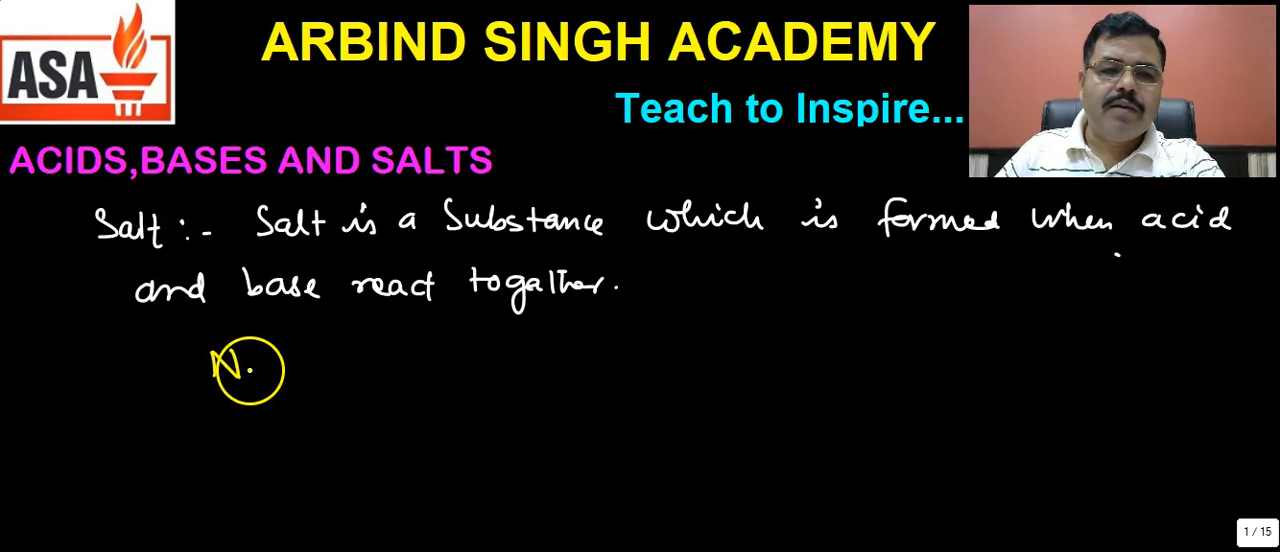 ASA
ARBIND SINGH ACADEMY
Teach to Inspire...
ACIDS,BASES AND SALTS
Salt :- Salt is a Substance which is formed when acid
and base react togather.
N
1 / 15